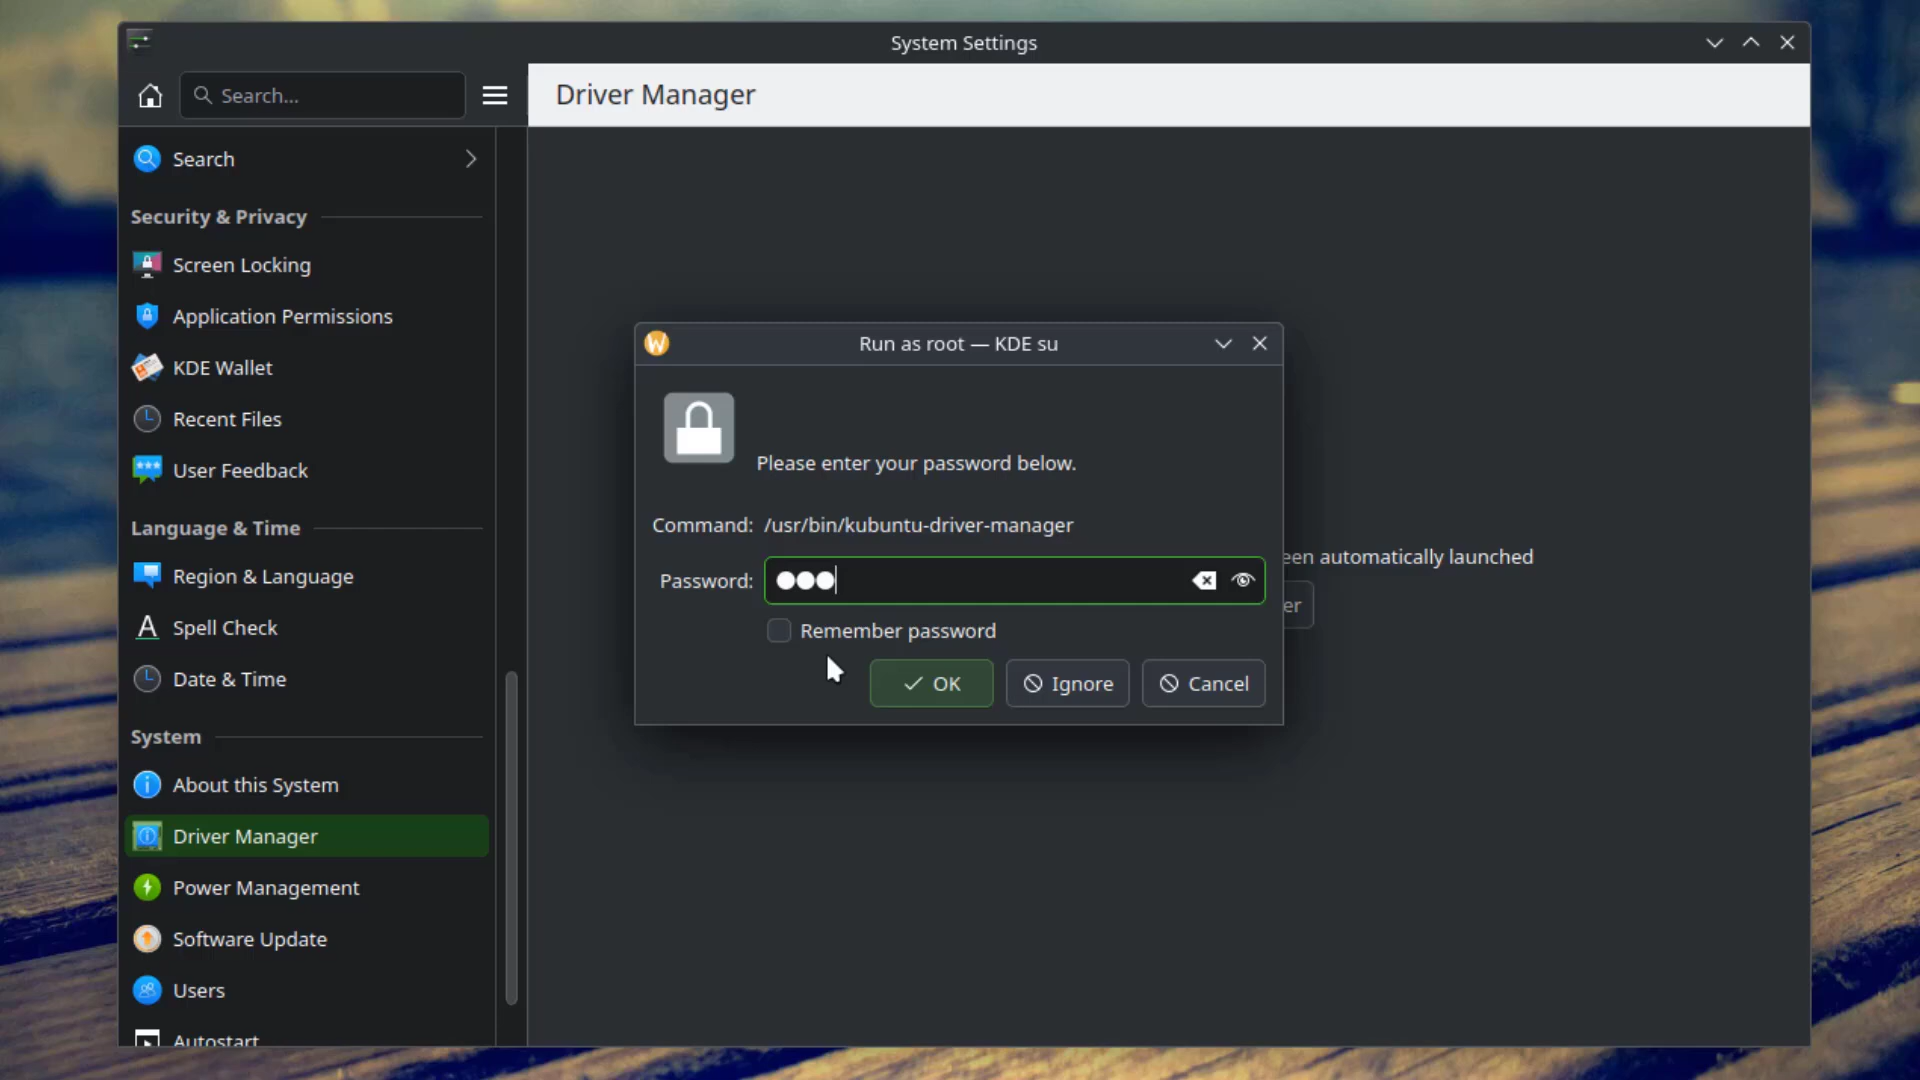 System Settings
Search...
Driver Manager
Search
Security & Privacy
Screen Locking
Application Permissions
KDE Wallet
Recent Files
User Feedback
Language & Time
Region & Language
Spell Check
Date & Time
System
About this System
Driver Manager
Power Management
Software Update
Users
Autostart
Run as root — KDE su
Please enter your password below.
Command: /usr/bin/kubuntu-driver-manager
Password:
Remember password
OK
Ignore
Cancel
automatically launched